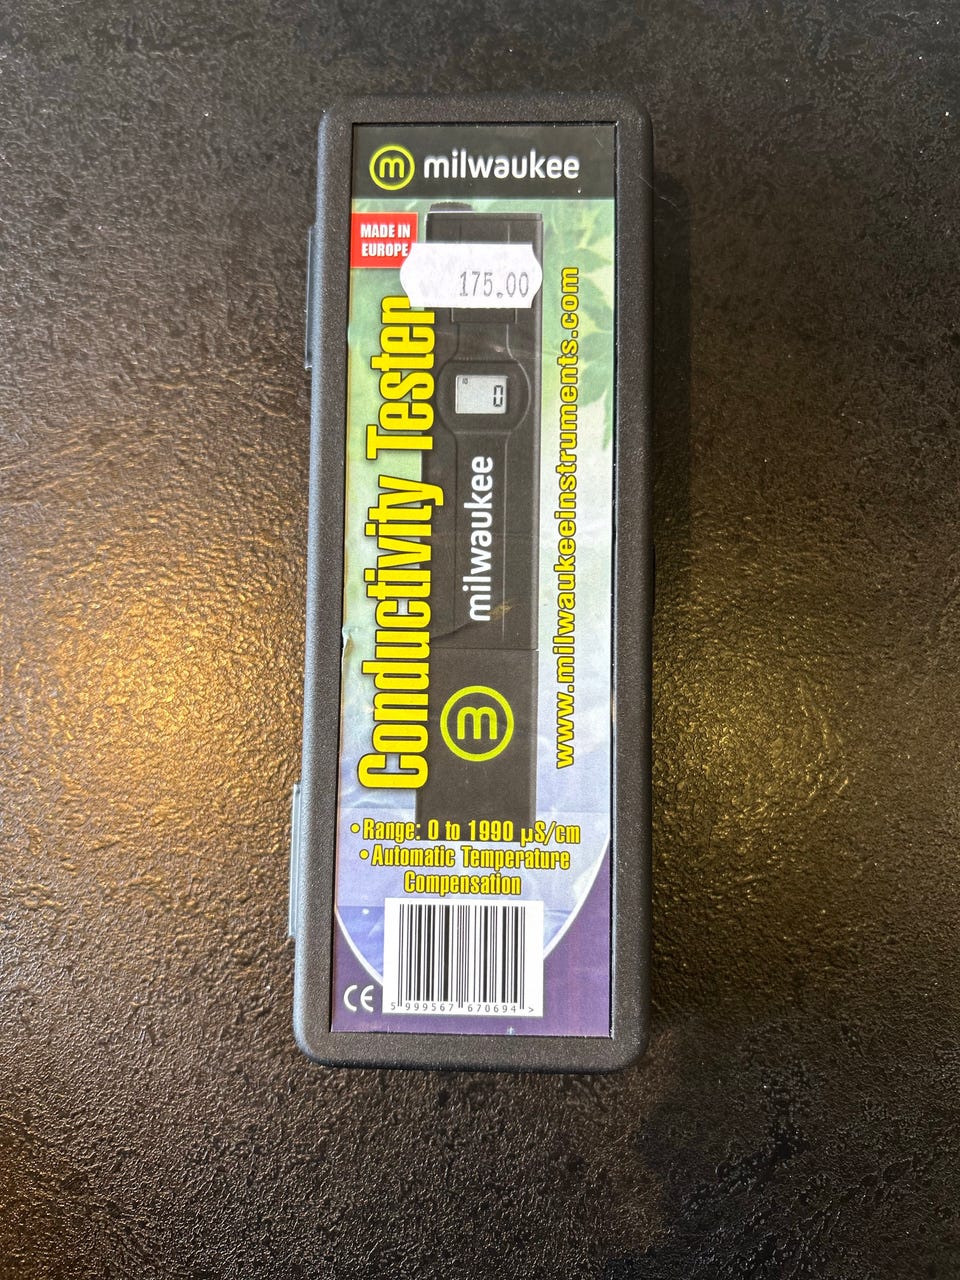 m milwaukee
MADE IN
EUROPE
175.00
Conductivity Tester
0
milwaukee
m
www.milwaukeeinstruments.com
• Range: 0 to 1990 µS/cm
• Automatic Temperature
Compensation
CE
5 999567 670694 >